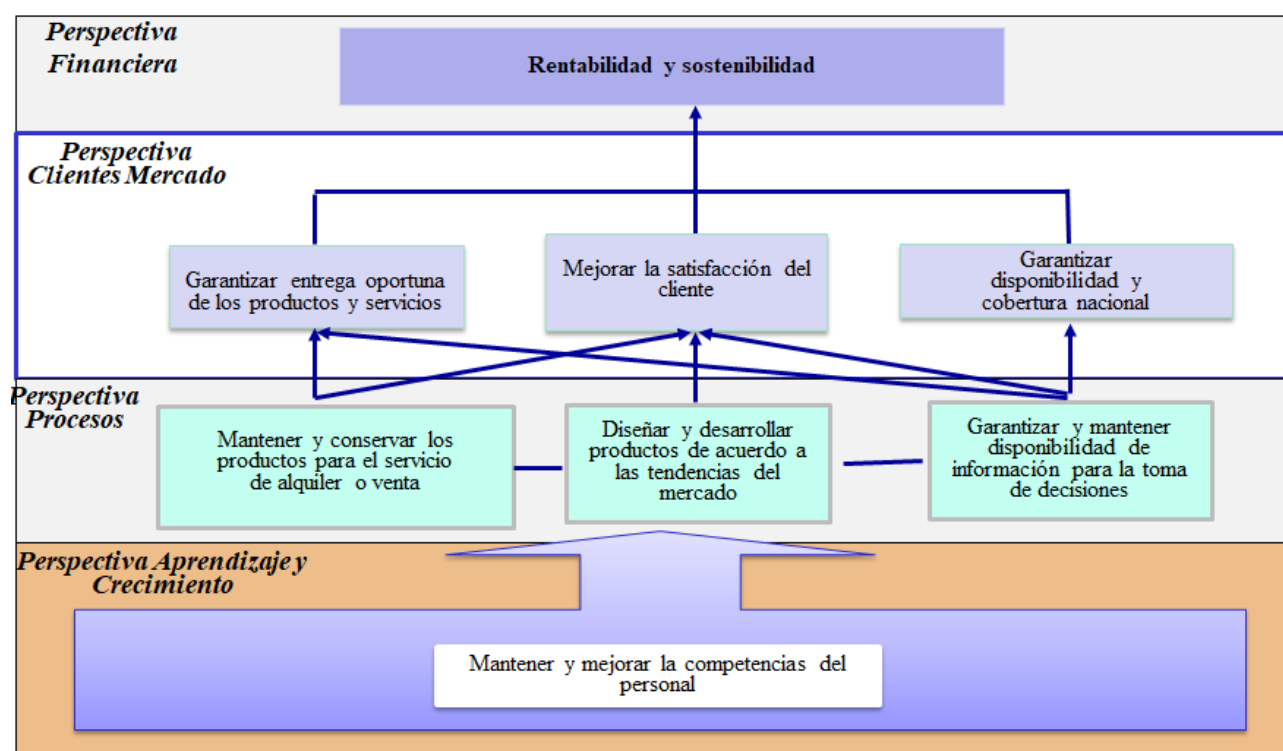 Perspectiva
Financiera
Rentabilidad y sostenibilidad
Perspectiva
Clientes Mercado
Garantizar entrega oportuna
de los productos y servicios
Mejorar la satisfacción del
cliente
Garantizar
disponibilidad y
cobertura nacional
Perspectiva
Procesos
Mantener y conservar los
productos para el servicio
de alquiler o venta
Diseñar y desarrollar
productos de acuerdo a
las tendencias del
mercado
Garantizar y mantener
disponibilidad de
información para la toma
de decisiones
Perspectiva Aprendizaje y
Crecimiento
Mantener y mejorar la competencias del
personal